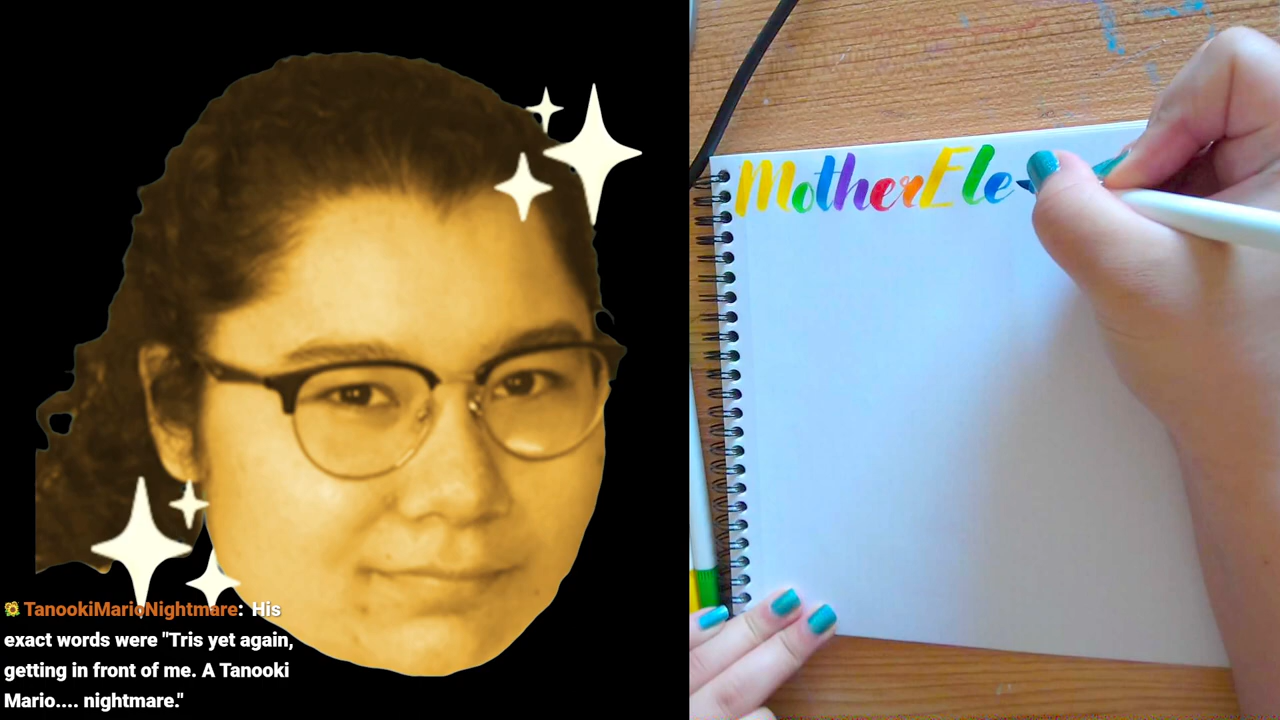 TanookiMarioNightmare: His
exact words were "Tris yet again,
getting in front of me. A Tanooki
Mario.... nightmare."
MotherEle